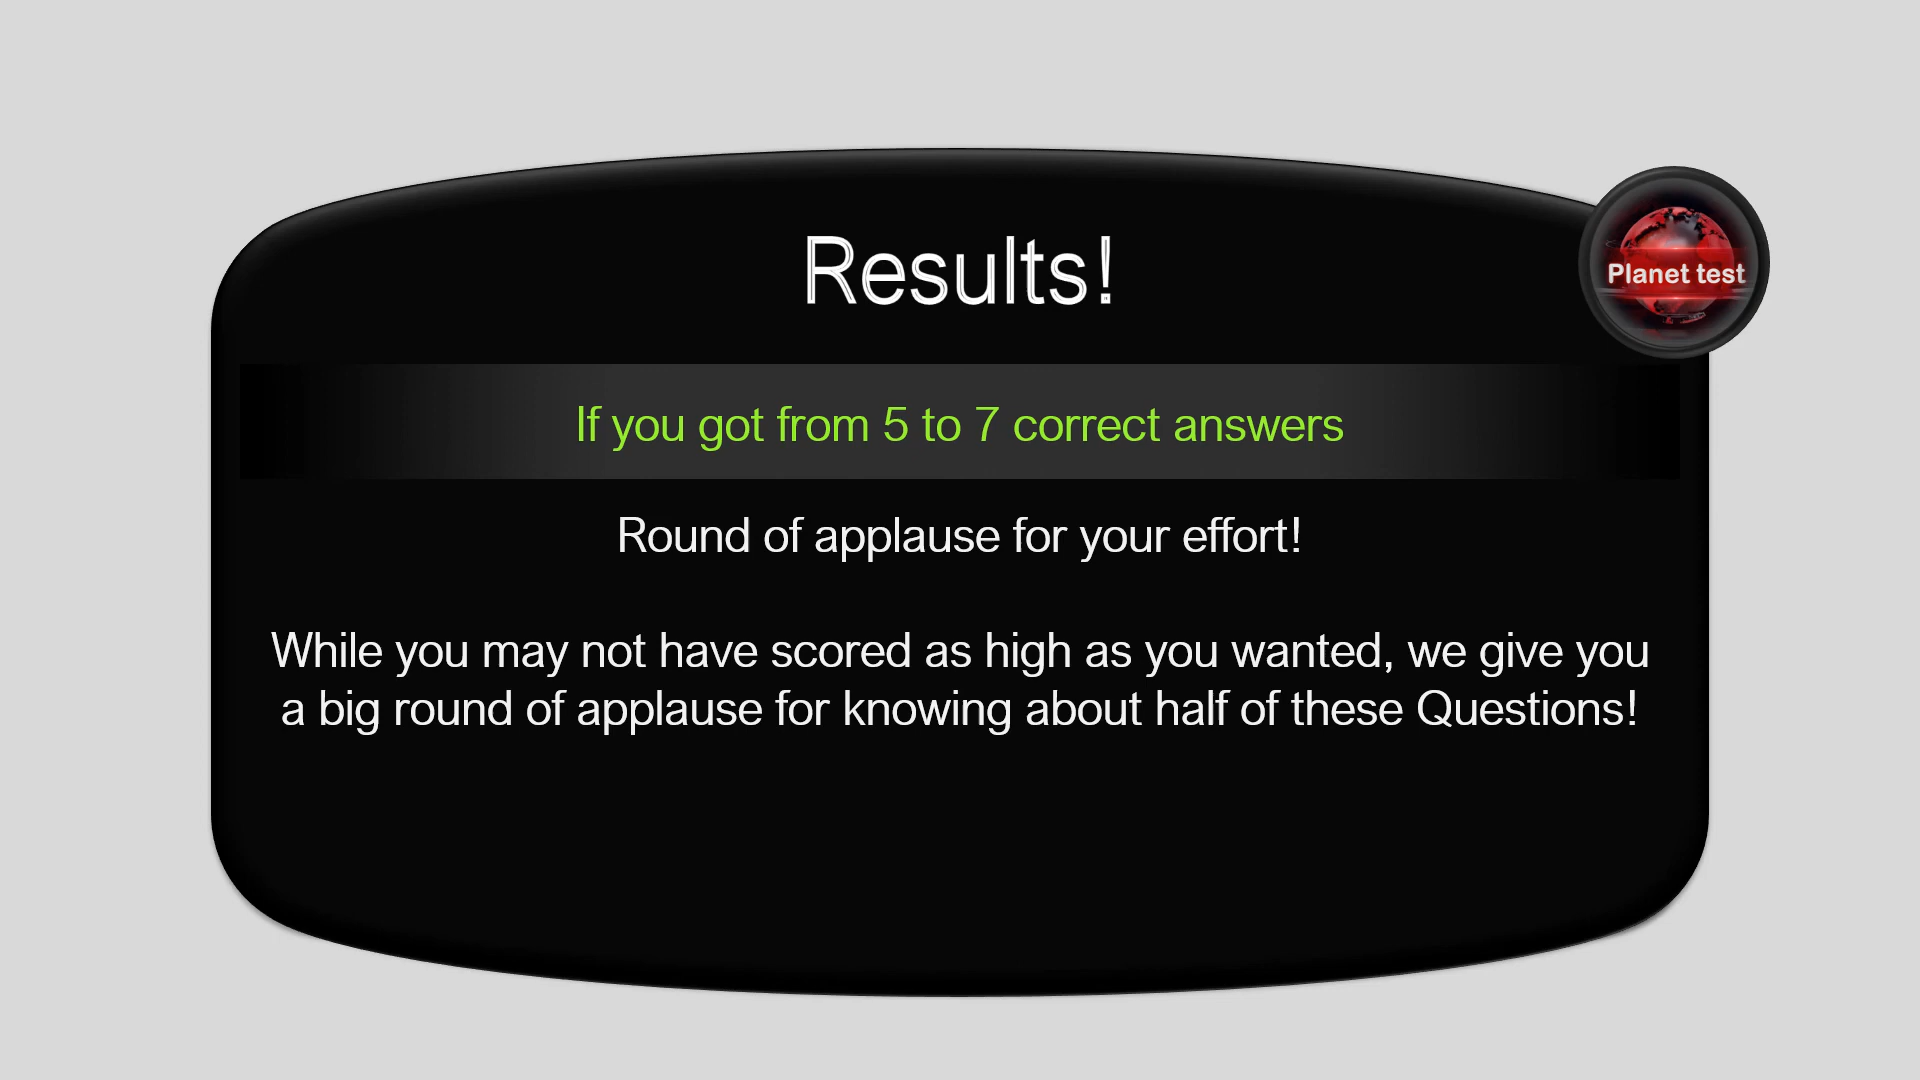 Results!
Planet test
If you got from 5 to 7 correct answers
Round of applause for your effort!
While you may not have scored as high as you wanted, we give you
a big round of applause for knowing about half of these Questions!